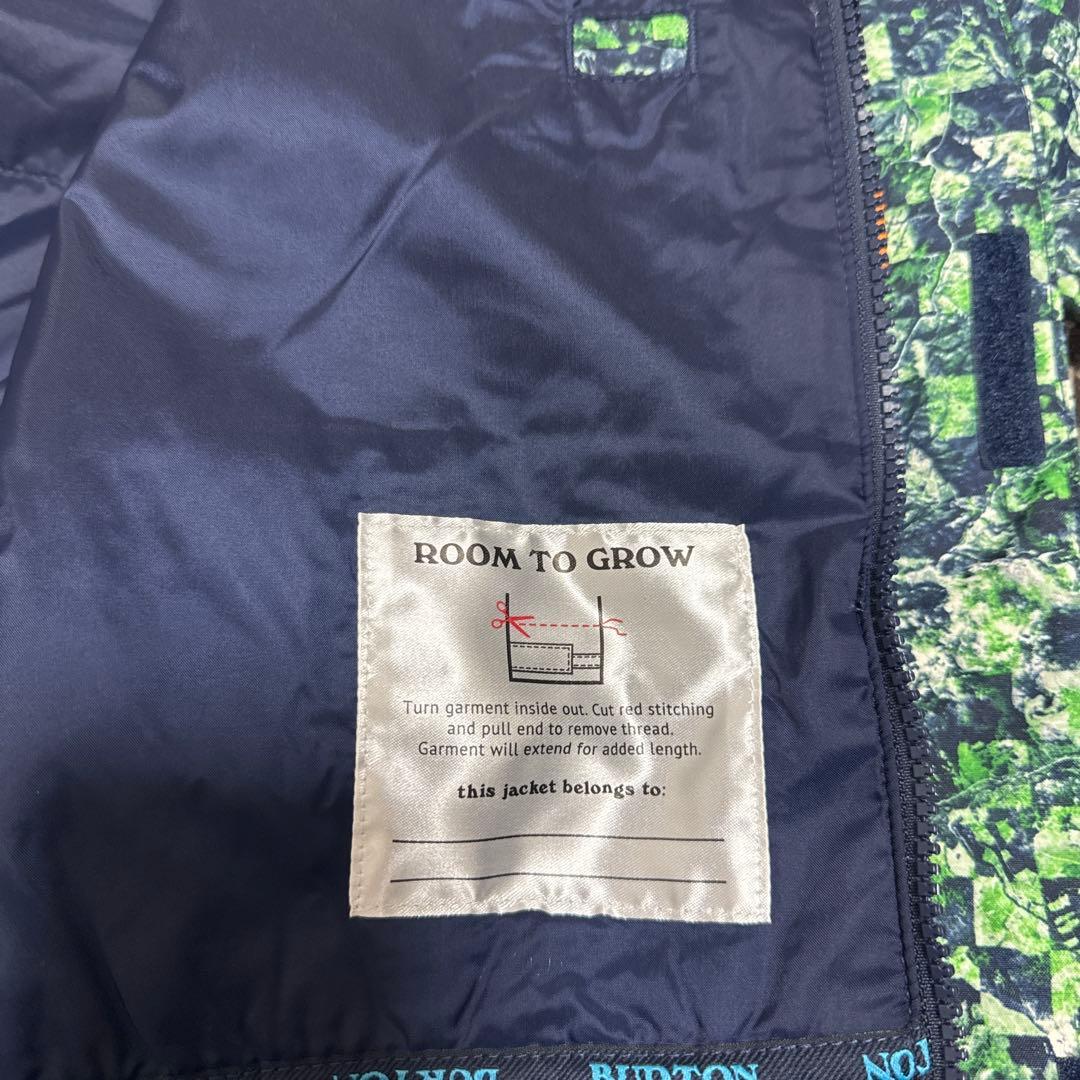 ROOM TO GROW
Turn garment inside out. Cut red stitching
and pull end to remove thread.
Garment will extend for added length.
this jacket belongs to:
BURTON